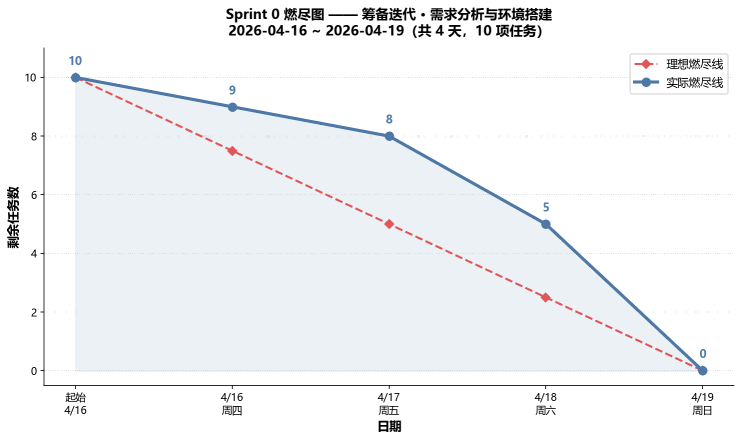 Sprint 0 燃尽图 —— 筹备迭代 · 需求分析与环境搭建
2026-04-16 ~ 2026-04-19（共 4 天，10 项任务）
理想燃尽线
实际燃尽线
10
9
8
5
0
剩余任务数
10
8
6
4
2
0
起始
4/16
4/16
周四
4/17
周五
4/18
周六
4/19
周日
日期